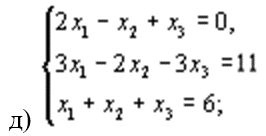 2x₁ − x₂ + x₃ = 0,
3x₁ − 2x₂ − 3x₃ = 11
д) x₁ + x₂ + x₃ = 6;